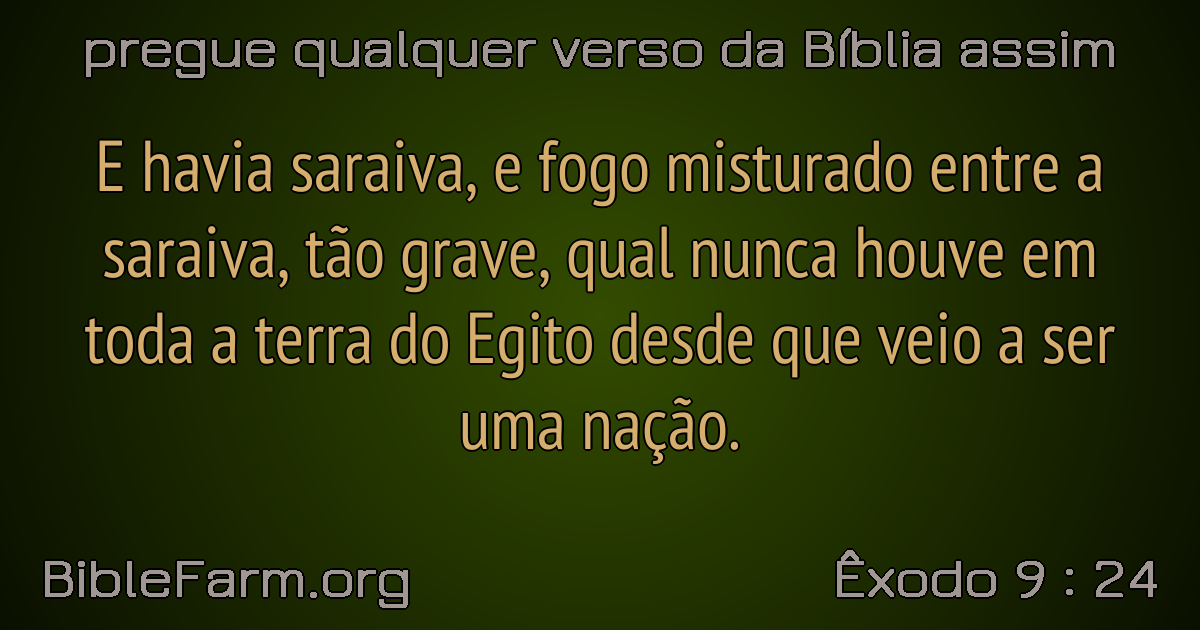 pregue qualquer verso da Bíblia assim
E havia saraiva, e fogo misturado entre a
saraiva, tão grave, qual nunca houve em
toda a terra do Egito desde que veio a ser
uma nação.
BibleFarm.org
Êxodo 9 : 24